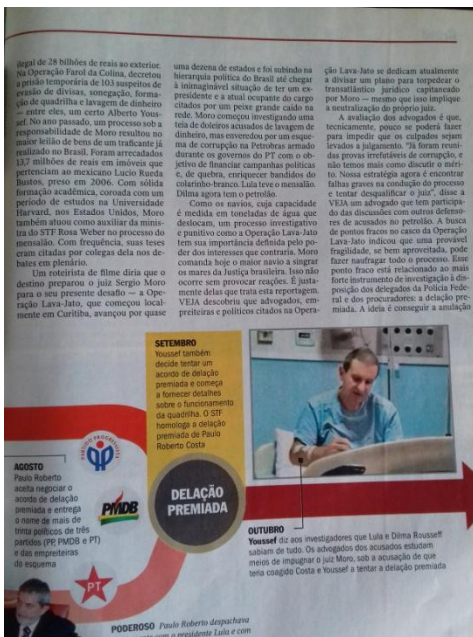 ilegal de 28 bilhões de reais ao exterior.
Na Operação Farol da Colina, decretou
a prisão temporária de 103 suspeitos de
evasão de divisas, sonegação, forma-
ção de quadrilha e lavagem de dinheiro
— entre eles, um certo Alberto Yous-
sef. No ano passado, um processo sob a
responsabilidade de Moro resultou no
maior leilão de bens de um traficante já
realizado no Brasil. Foram arrecadados
13,7 milhões de reais em imóveis que
pertenciam ao mexicano Lucio Rueda
Bustos, preso em 2006. Com sólida
formação acadêmica, coroada com um
período de estudos na Universidade
Harvard, nos Estados Unidos, Moro
também atuou como auxiliar da minis-
tra do STF Rosa Weber no processo do
mensalão. Com frequência, suas teses
eram citadas por colegas dela nos de-
bates em plenário.
Um roteirista de filme diria que o
destino preparou o juiz Sergio Moro
para o seu presente desafio — a Ope-
ração Lava-Jato, que começou local-
mente em Curitiba, avançou por quase
uma dezena de estados e foi subindo na
hierarquia política do Brasil até chegar
à inimaginável situação de ter um ex-
presidente e a atual ocupante do cargo
citados por um peixe grande caído na
rede. Moro começou investigando uma
teia de doleiros acusados de lavagem de
dinheiro, mas enveredou por um esque-
ma de corrupção na Petrobras armado
durante os governos do PT com o ob-
jetivo de financiar campanhas políticas
e, de quebra, enriquecer bandidos do
colarinho-branco. Lula teve o mensalão.
Dilma agora tem o petrolão.
Como os navios, cuja capacidade
é medida em toneladas de água que
deslocam, um processo investigativo
e punitivo como a Operação Lava-Jato
tem sua importância definida pelo po-
der dos interesses que contraria. Moro
comanda hoje o maior navio a singrar
os mares da Justiça brasileira. Isso não
ocorre sem provocar reações. É justa-
mente delas que trata esta reportagem.
VEJA descobriu que advogados, em-
preiteiras e políticos citados na Opera-
ção Lava-Jato se dedicam atualmente
a divisar um plano para torpedear o
transatlântico jurídico capitaneado
por Moro — mesmo que isso implique
a neutralização do próprio juiz.
A avaliação dos advogados é que,
tecnicamente, pouco se poderá fazer
para impedir que os culpados sejam
levados a julgamento. "Já foram reuni-
das provas irrefutáveis de corrupção, e
não temos mais como discutir o méri-
to. Nossa estratégia agora é encontrar
falhas graves na condução do processo
e tentar desqualificar o juiz", disse a
VEJA um advogado que tem participa-
do das discussões com outros defenso-
res de acusados no petrolão. A busca
de pontos fracos no casco da Operação
Lava-Jato indicou que uma provável
fragilidade, se bem aproveitada, pode
fazer naufragar todo o processo. Esse
ponto fraco está relacionado ao mais
forte instrumento de investigação à dis-
posição dos delegados da Polícia Fede-
ral e dos procuradores: a delação pre-
miada. A ideia é conseguir a anulação
SETEMBRO
Youssef também
decide tentar um
acordo de delação
premiada e começa
a fornecer detalhes
sobre o funcionamento
da quadrilha. O STF
homologa a delação
premiada de Paulo
Roberto Costa
AGOSTO
Paulo Roberto
aceita negociar o
acordo de delação
premiada e entrega
o nome de mais de
trinta políticos de três
partidos (PP, PMDB e PT)
e das empreiteiras
do esquema
PARTIDO PROGRESSISTA
PMDB
PT
DELAÇÃO
PREMIADA
OUTUBRO
Youssef diz aos investigadores que Lula e Dilma Rousseff
sabiam de tudo. Os advogados dos acusados estudam
meios de impugnar o juiz Moro, sob a acusação de que
teria coagido Costa e Youssef a tentar a delação premiada
PODEROSO Paulo Roberto despachava
com o presidente Lula e com